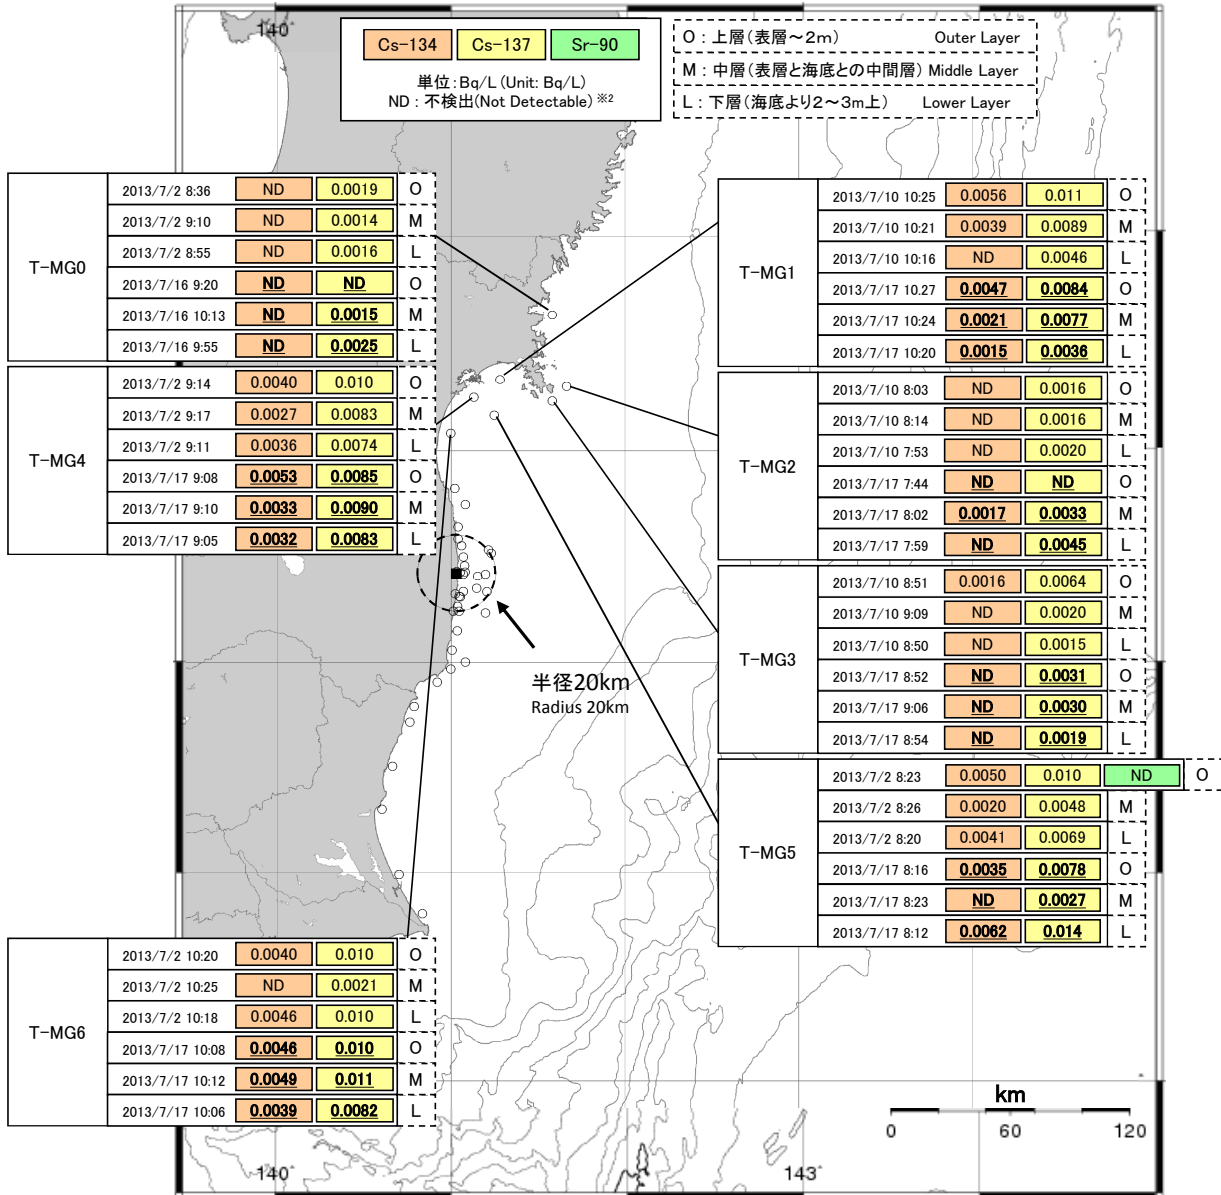 140°
Cs-134 Cs-137 Sr-90
単位:Bq/L (Unit: Bq/L)
ND : 不検出(Not Detectable) ※2
O : 上層(表層～2m) Outer Layer
M : 中層(表層と海底との中間層) Middle Layer
L : 下層(海底より2～3m上) Lower Layer
T-MG0
2013/7/2 8:36 ND 0.0019 O
2013/7/2 9:10 ND 0.0014 M
2013/7/2 8:55 ND 0.0016 L
2013/7/16 9:20 ND ND O
2013/7/16 10:13 ND 0.0015 M
2013/7/16 9:55 ND 0.0025 L
T-MG4
2013/7/2 9:14 0.0040 0.010 O
2013/7/2 9:17 0.0027 0.0083 M
2013/7/2 9:11 0.0036 0.0074 L
2013/7/17 9:08 0.0053 0.0085 O
2013/7/17 9:10 0.0033 0.0090 M
2013/7/17 9:05 0.0032 0.0083 L
T-MG1
2013/7/10 10:25 0.0056 0.011 O
2013/7/10 10:21 0.0039 0.0089 M
2013/7/10 10:16 ND 0.0046 L
2013/7/17 10.27 0.0047 0.0084 O
2013/7/17 10:24 0.0021 0.0077 M
2013/7/17 10:20 0.0015 0.0036 L
T-MG2
2013/7/10 8:03 ND 0.0016 O
2013/7/10 8:14 ND 0.0016 M
2013/7/10 7:53 ND 0.0020 L
2013/7/17 7:44 ND ND O
2013/7/17 8:02 0.0017 0.0033 M
2013/7/17 7:59 ND 0.0045 L
T-MG3
2013/7/10 8:51 0.0016 0.0064 O
2013/7/10 9:09 ND 0.0020 M
2013/7/10 8:50 ND 0.0015 L
2013/7/17 8:52 ND 0.0031 O
2013/7/17 9:06 ND 0.0030 M
2013/7/17 8:54 ND 0.0019 L
T-MG5
2013/7/2 8:23 0.0050 0.010 ND O
2013/7/2 8:26 0.0020 0.0048 M
2013/7/2 8:20 0.0041 0.0069 L
2013/7/17 8:16 0.0035 0.0078 O
2013/7/17 8:23 ND 0.0027 M
2013/7/17 8:12 0.0062 0.014 L
半径20km
Radius 20km
T-MG6
2013/7/2 10:20 0.0040 0.010 O
2013/7/2 10:25 ND 0.0021 M
2013/7/2 10:18 0.0046 0.010 L
2013/7/17 10:08 0.0046 0.010 O
2013/7/17 10:12 0.0049 0.011 M
2013/7/17 10:06 0.0039 0.0082 L
km
0 60 120
140° 143°